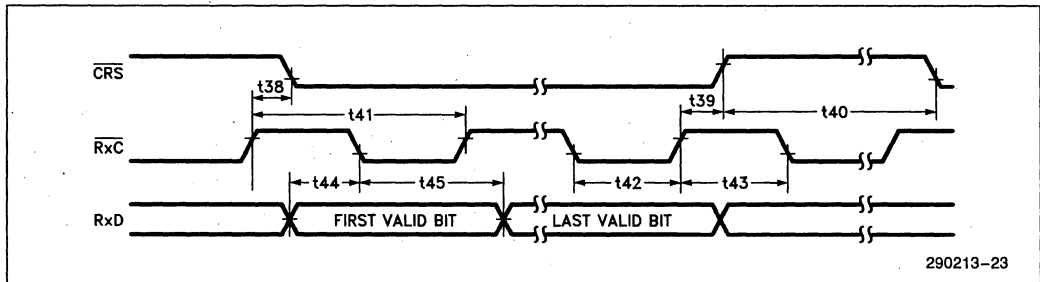 CRS
t38
t39
t40
t41
RxC
t42
t43
t44
t45
RxD
FIRST VALID BIT
LAST VALID BIT
290213-23